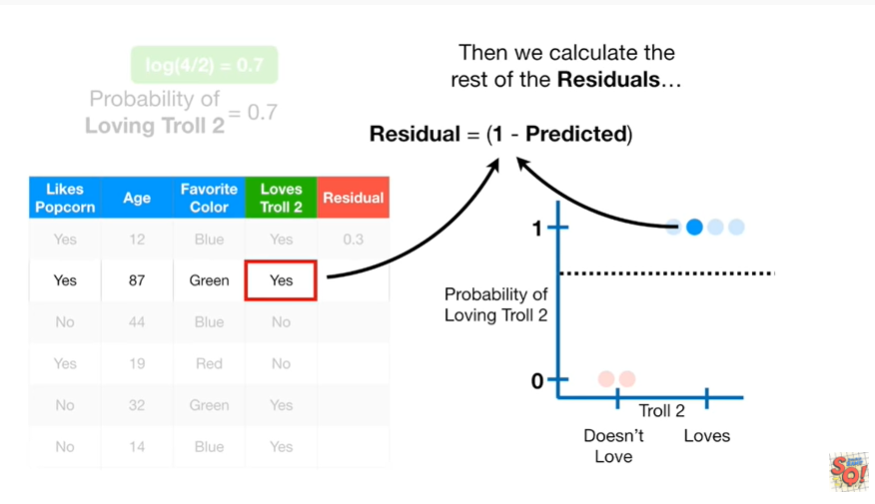 log(4/2) = 0.7
Probability of
Loving Troll 2 = 0.7
Then we calculate the
rest of the Residuals…
Residual = (1 - Predicted)
Likes Popcorn Age Favorite Color Loves Troll 2 Residual
Yes 12 Blue Yes 0.3
Yes 87 Green Yes
No 44 Blue No
Yes 19 Red No
No 32 Green Yes
No 14 Blue Yes
1
Probability of
Loving Troll 2
0
Troll 2
Doesn't
Love
Loves
SQ!